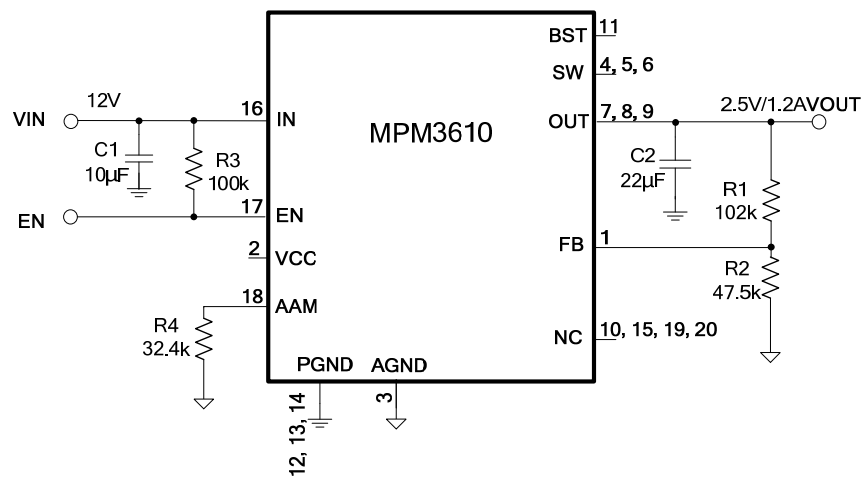 BST
11
SW
4, 5, 6
VIN
12V
16
IN
MPM3610
OUT
7, 8, 9
2.5V/1.2AVOUT
C1
10µF
R3
100k
C2
22µF
R1
102k
EN
17
EN
FB
1
2
VCC
R2
47.5k
18
AAM
R4
32.4k
NC
10, 15, 19, 20
PGND
AGND
12, 13, 14
3